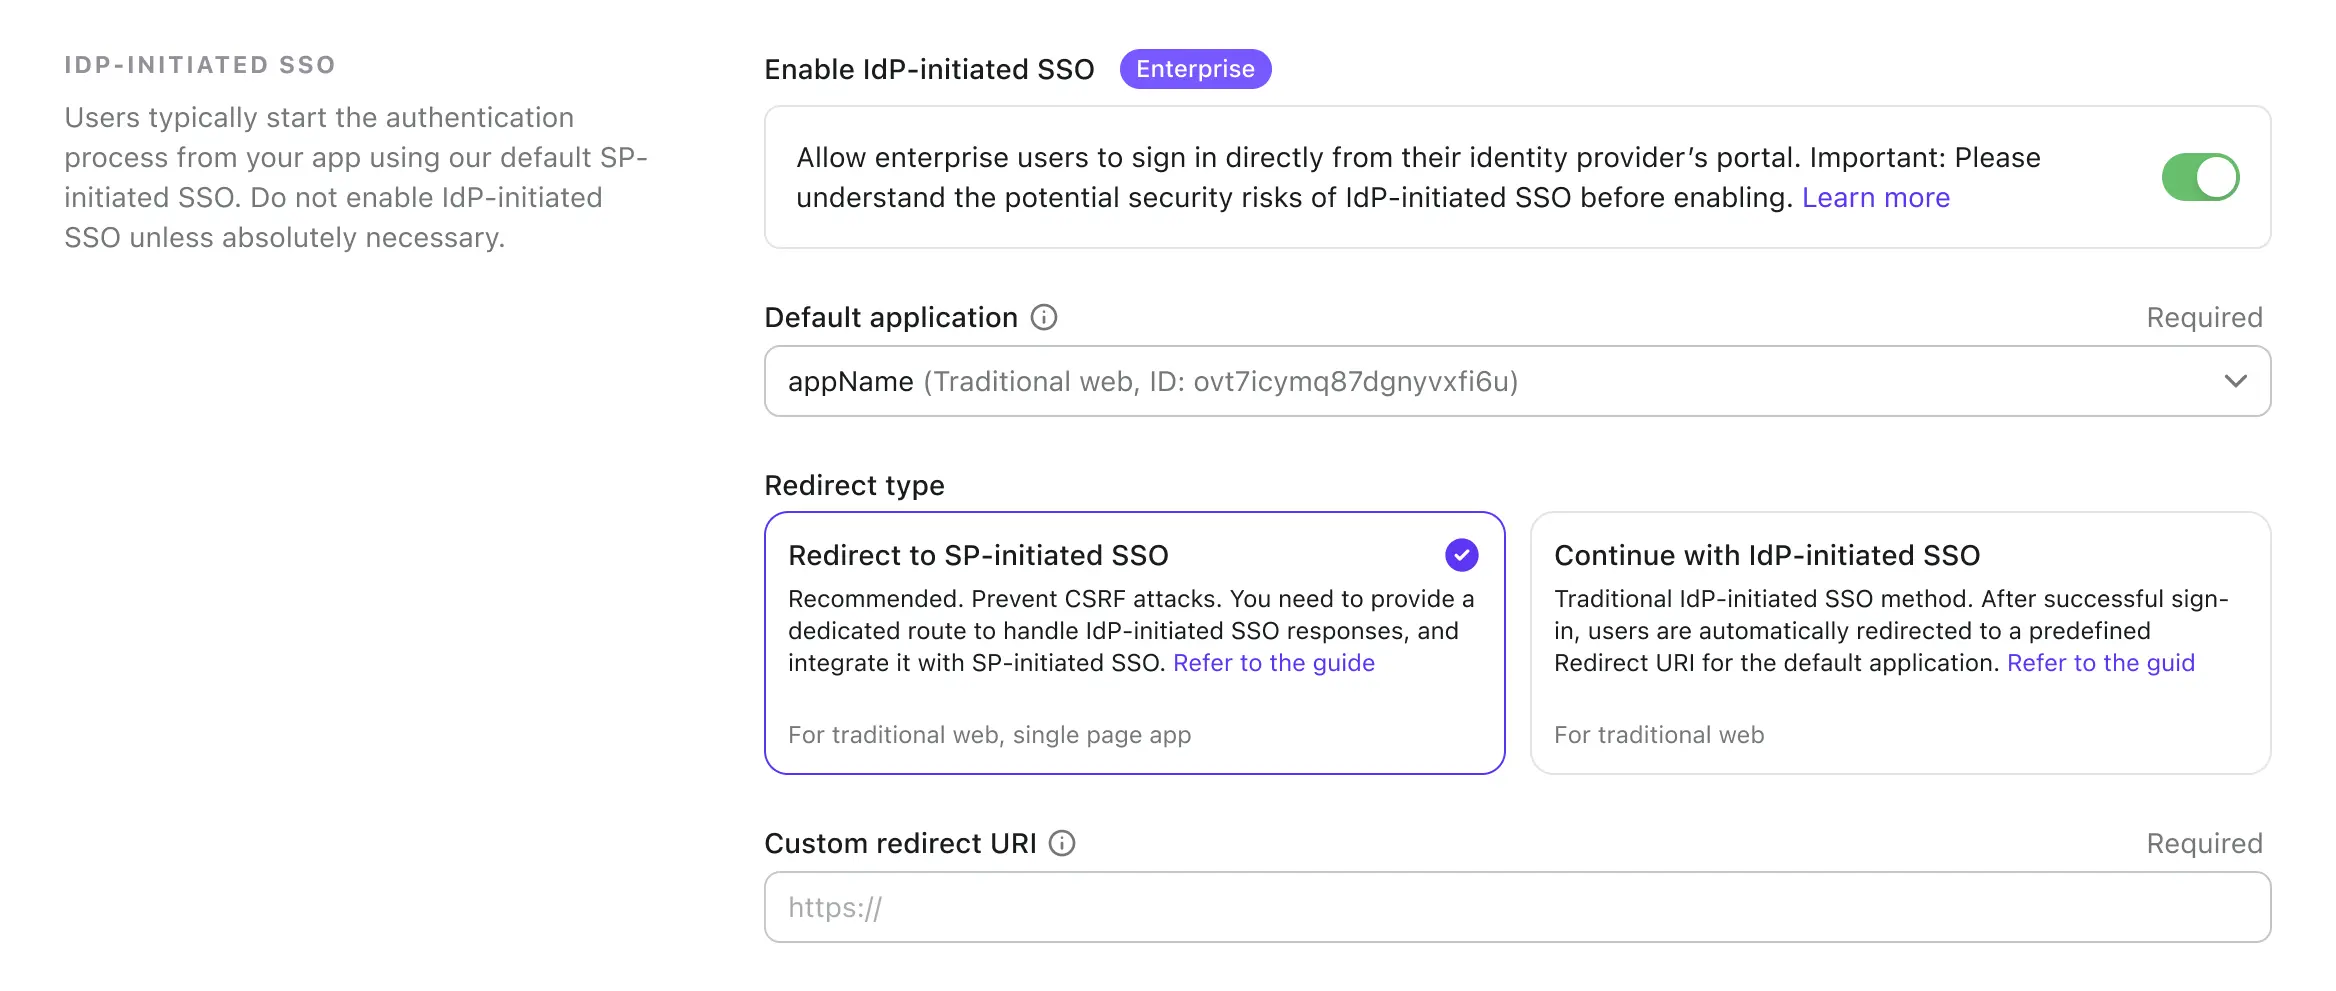 IDP-INITIATED SSO
Users typically start the authentication
process from your app using our default SP-
initiated SSO. Do not enable IdP-initiated
SSO unless absolutely necessary.
Enable IdP-initiated SSO Enterprise
Allow enterprise users to sign in directly from their identity provider’s portal. Important: Please
understand the potential security risks of IdP-initiated SSO before enabling. Learn more
Default application Required
appName (Traditional web, ID: ovt7icymq87dgnyvxfi6u)
Redirect type
Redirect to SP-initiated SSO
Recommended. Prevent CSRF attacks. You need to provide a
dedicated route to handle IdP-initiated SSO responses, and
integrate it with SP-initiated SSO. Refer to the guide
For traditional web, single page app
Continue with IdP-initiated SSO
Traditional IdP-initiated SSO method. After successful sign-
in, users are automatically redirected to a predefined
Redirect URI for the default application. Refer to the guid
For traditional web
Custom redirect URI Required
https://